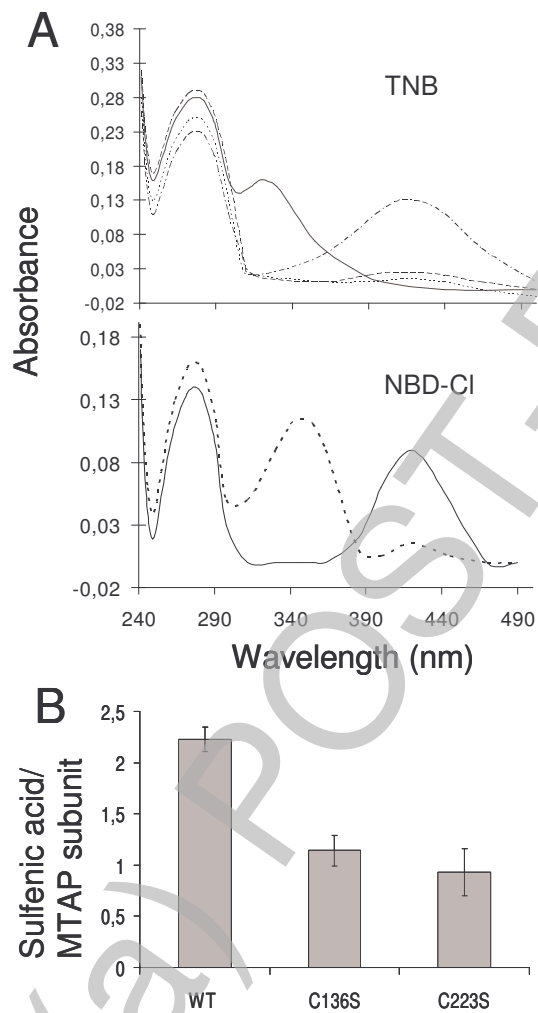 A
TNB
0,38
0,33
0,28
0,23
0,18
0,13
0,08
0,03
-0,02
Absorbance
NBD-Cl
0,18
0,13
0,08
0,03
-0,02
240 290 340 390 440 490
Wavelength (nm)
B
Sulfenic acid/
MTAP subunit
2,5
2
1,5
1
0,5
0
WT C136S C223S
(a) POST-